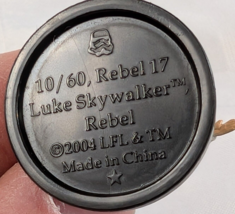 10/60, Rebel 17
Luke Skywalker™,
Rebel
©2004 LFL & TM
Made in China